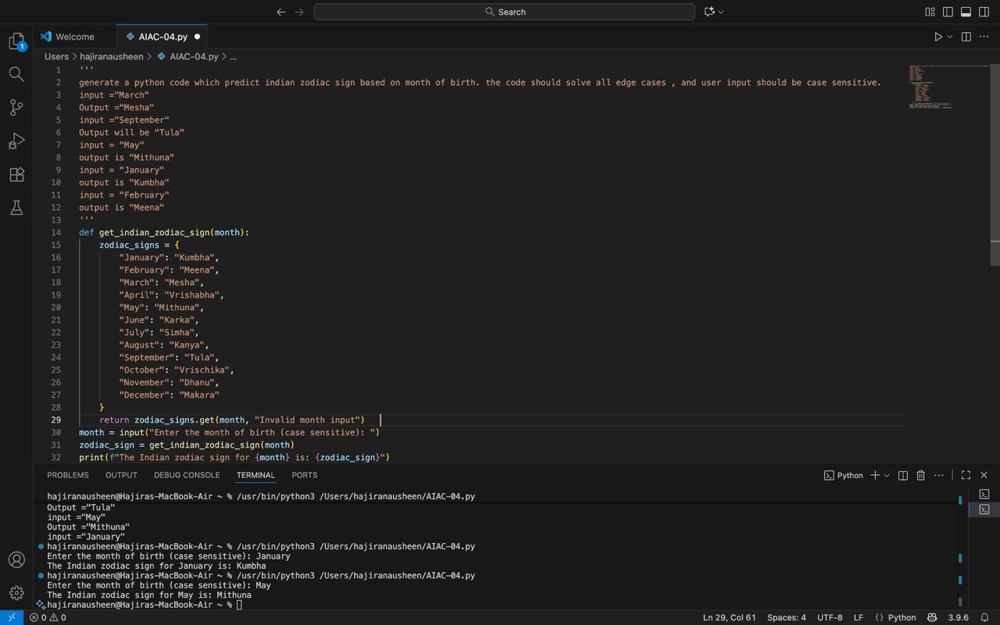 Search
Welcome
AIAC-04.py
1
Users > hajiranausheen > AIAC-04.py > ...
1 '''
2 generate a python code which predict indian zodiac sign based on month of birth. the code should solve all edge cases , and user input should be case sensitive.
3 input ="March"
4 Output ="Mesha"
5 input ="September"
6 Output will be "Tula"
7 input = "May"
8 output is "Mithuna"
9 input = "January"
10 output is "Kumbha"
11 input = "February"
12 output is "Meena"
13 '''
14 def get_indian_zodiac_sign(month):
15 zodiac_signs = {
16 "January": "Kumbha",
17 "February": "Meena",
18 "March": "Mesha",
19 "April": "Vrishabha",
20 "May": "Mithuna",
21 "June": "Karka",
22 "July": "Simha",
23 "August": "Kanya",
24 "September": "Tula",
25 "October": "Vrischika",
26 "November": "Dhanu",
27 "December": "Makara"
28 }
29 return zodiac_signs.get(month, "Invalid month input")
30 month = input("Enter the month of birth (case sensitive): ")
31 zodiac_sign = get_indian_zodiac_sign(month)
32 print(f"The Indian zodiac sign for {month} is: {zodiac_sign}")
PROBLEMS OUTPUT DEBUG CONSOLE TERMINAL PORTS
Python
hajiranausheen@Hajiras-MacBook-Air ~ % /usr/bin/python3 /Users/hajiranausheen/AIAC-04.py
Output ="Tula"
input ="May"
Output ="Mithuna"
input ="January"
hajiranausheen@Hajiras-MacBook-Air ~ % /usr/bin/python3 /Users/hajiranausheen/AIAC-04.py
Enter the month of birth (case sensitive): January
The Indian zodiac sign for January is: Kumbha
hajiranausheen@Hajiras-MacBook-Air ~ % /usr/bin/python3 /Users/hajiranausheen/AIAC-04.py
Enter the month of birth (case sensitive): May
The Indian zodiac sign for May is: Mithuna
hajiranausheen@Hajiras-MacBook-Air ~ %
0 0 Ln 29, Col 61 Spaces: 4 UTF-8 LF {} Python 3.9.6